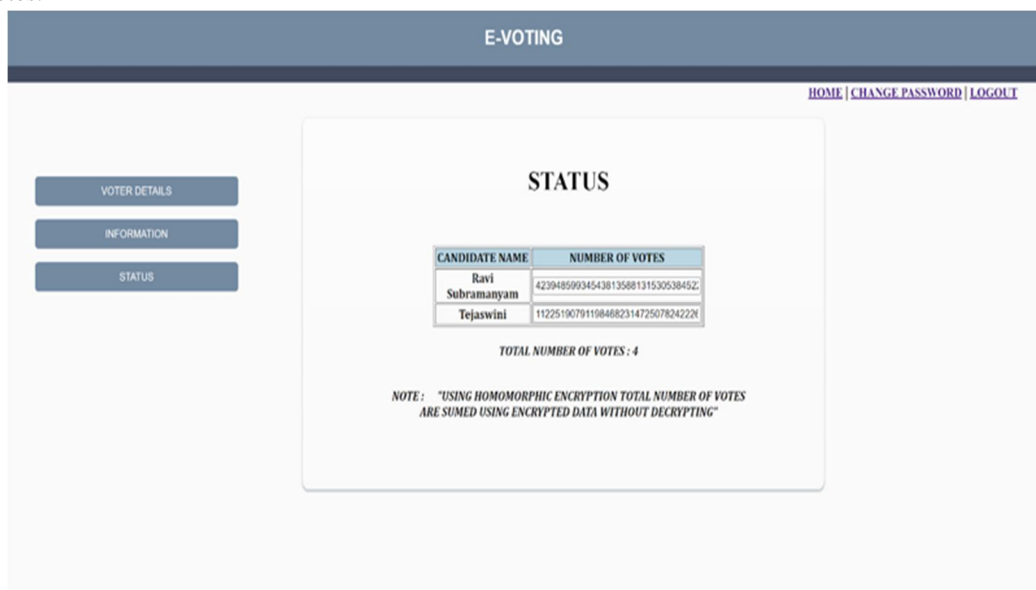 E-VOTING
HOME | CHANGE PASSWORD | LOGOUT
VOTER DETAILS
INFORMATION
STATUS
STATUS
CANDIDATE NAME NUMBER OF VOTES
Ravi
Subramanyam
Tejaswini
TOTAL NUMBER OF VOTES : 4
NOTE : "USING HOMOMORPHIC ENCRYPTION TOTAL NUMBER OF VOTES
ARE SUMED USING ENCRYPTED DATA WITHOUT DECRYPTING"